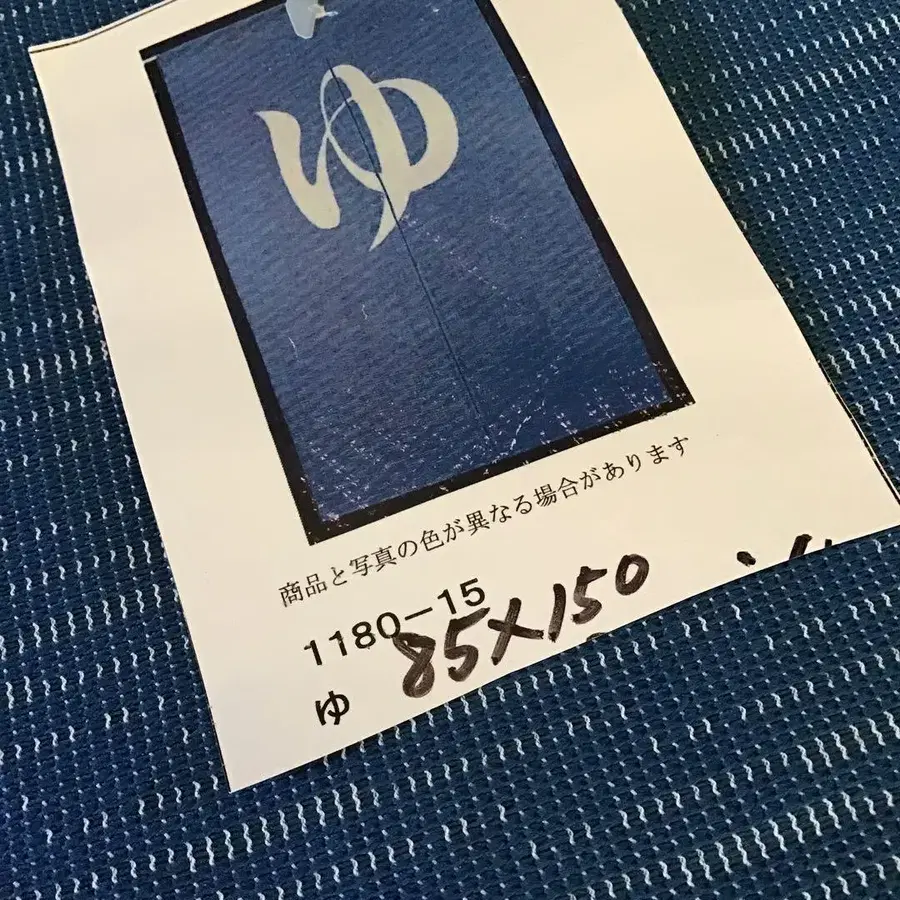 ゆ
商品と写真の色が異なる場合があります
1180-15
85×150
ゆ